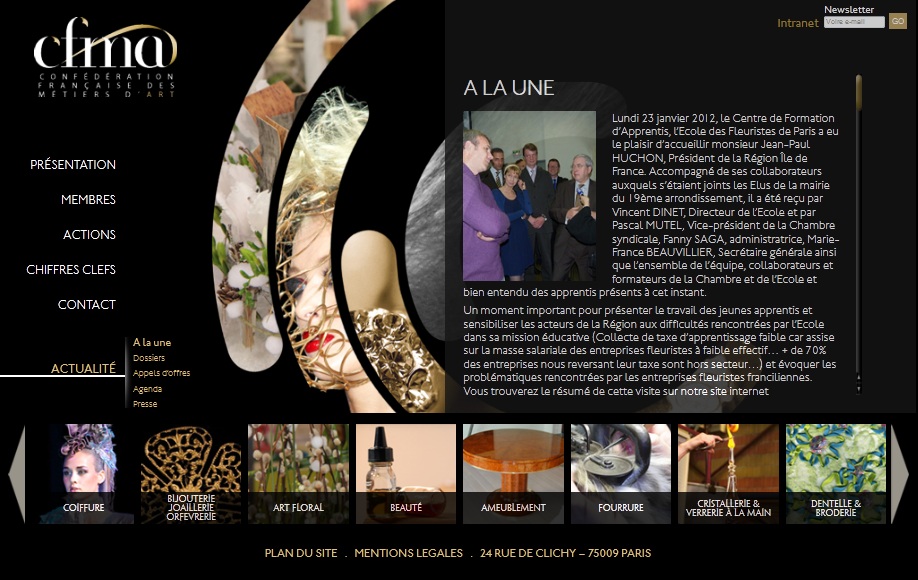 Newsletter
Intranet
Votre e-mail
GO
cfma
CONFÉDÉRATION
FRANÇAISE DES
MÉTIERS D'ART
PRÉSENTATION
MEMBRES
ACTIONS
CHIFFRES CLEFS
CONTACT
ACTUALITÉ
A la une
Dossiers
Appels d'offres
Agenda
Presse
A LA UNE
Lundi 23 janvier 2012, le Centre de Formation
d'Apprentis, l'Ecole des Fleuristes de Paris a eu
le plaisir d'accueillir monsieur Jean-Paul
HUCHON, Président de la Région Île de
France. Accompagné de ses collaborateurs
auxquels s'étaient joints les Elus de la mairie
du 19ème arrondissement, il a été reçu par
Vincent DINET, Directeur de l'Ecole et par
Pascal MUTEL, Vice-président de la Chambre
syndicale, Fanny SAGA, administratrice, Marie-
France BEAUVILLIER, Secrétaire générale ainsi
que l'ensemble de l'équipe, collaborateurs et
formateurs de la Chambre et de l'Ecole et
bien entendu des apprentis présents à cet instant.
Un moment important pour présenter le travail des jeunes apprentis et
sensibiliser les acteurs de la Région aux difficultés rencontrées par l'Ecole
dans sa mission éducative (Collecte de taxe d'apprentissage faible car assise
sur la masse salariale des entreprises fleuristes à faible effectif… + de 70%
des entreprises nous reversant leur taxe sont hors secteur…) et évoquer les
problématiques rencontrées par les entreprises fleuristes franciliennes.
Vous trouverez le résumé de cette visite sur notre site internet
COIFFURE
BIJOUTERIE
JOAILLERIE
ORFEVRERIE
ART FLORAL
BEAUTÉ
AMEUBLEMENT
FOURRURE
CRISTALLERIE &
VERRERIE À LA MAIN
DENTELLE &
BRODERIE
PLAN DU SITE . MENTIONS LEGALES . 24 RUE DE CLICHY – 75009 PARIS